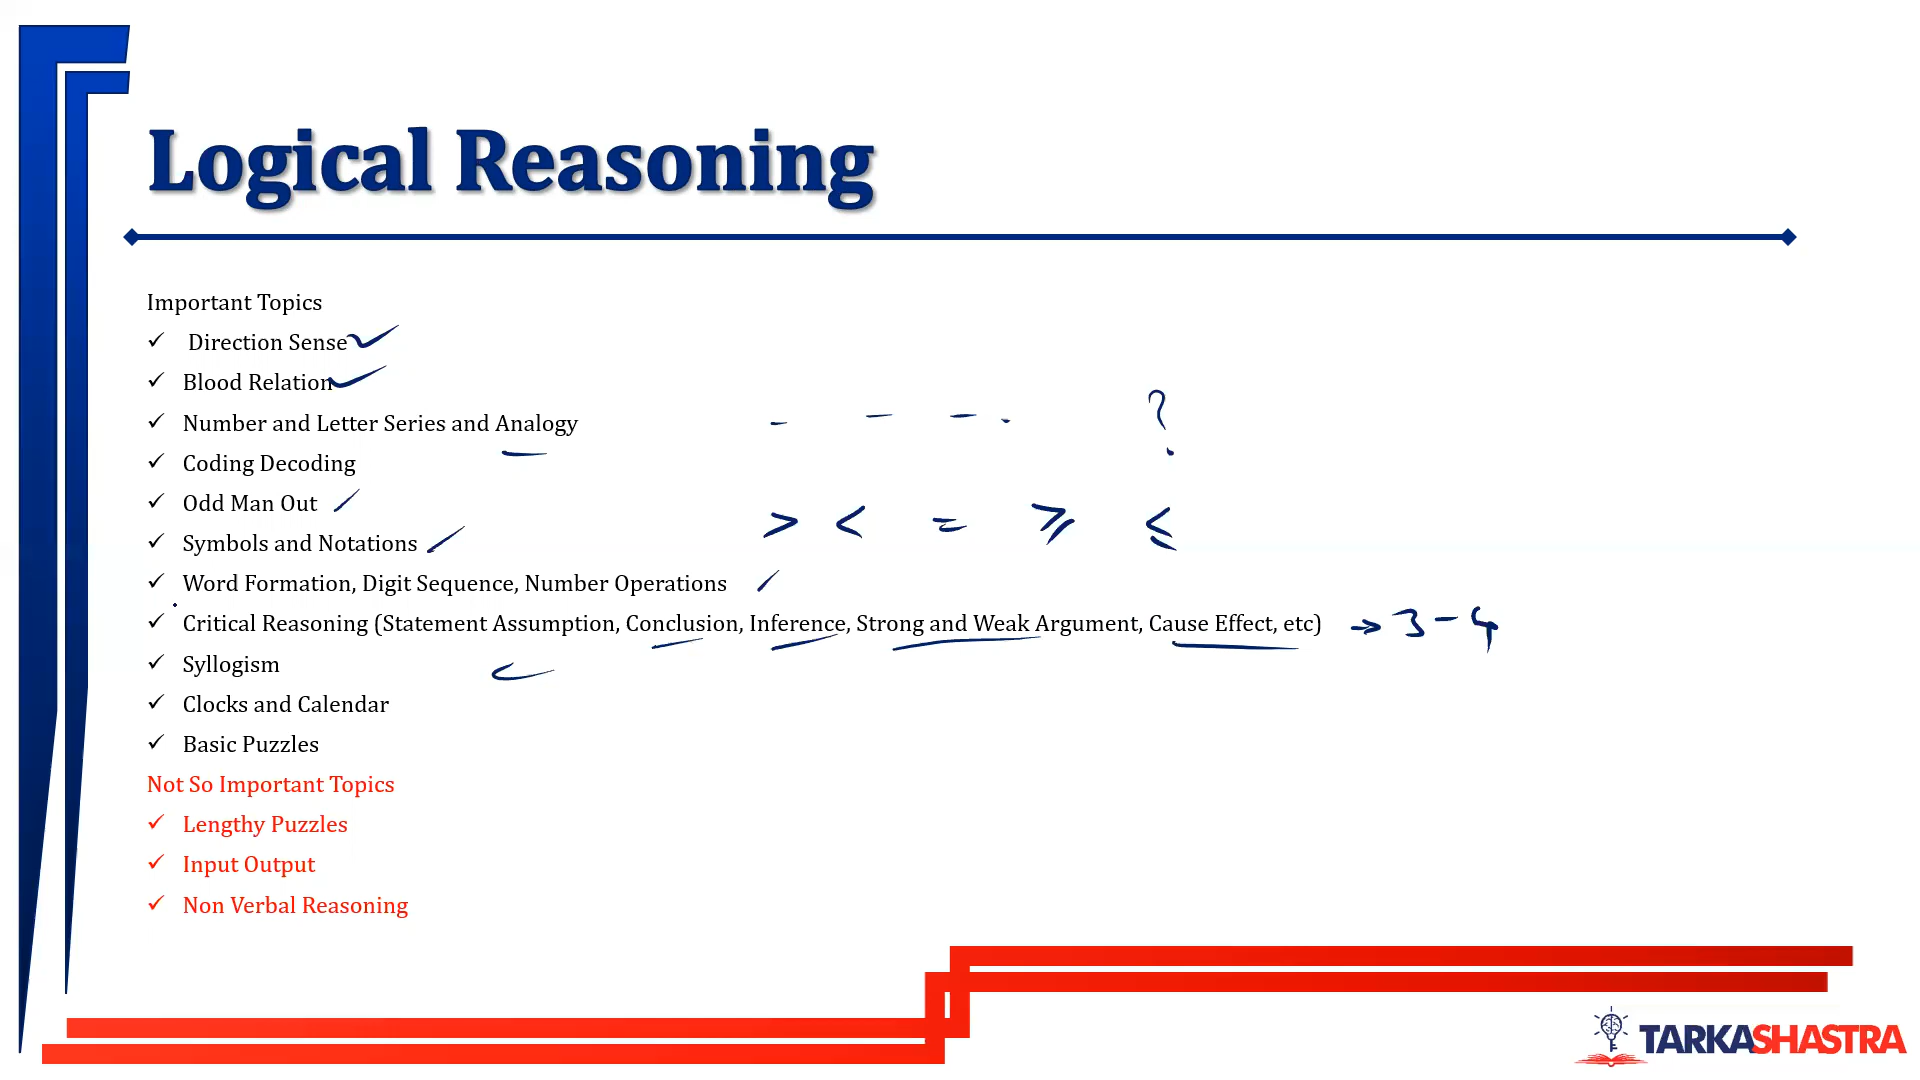 Logical Reasoning
Important Topics
✓ Direction Sense
✓ Blood Relation
✓ Number and Letter Series and Analogy
- - - . ?
✓ Coding Decoding
✓ Odd Man Out
> < = ≥ ≤
✓ Symbols and Notations
✓ Word Formation, Digit Sequence, Number Operations
✓ Critical Reasoning (Statement Assumption, Conclusion, Inference, Strong and Weak Argument, Cause Effect, etc) → 3 - 4
✓ Syllogism
✓ Clocks and Calendar
✓ Basic Puzzles
Not So Important Topics
✓ Lengthy Puzzles
✓ Input Output
✓ Non Verbal Reasoning
TARKASHASTRA